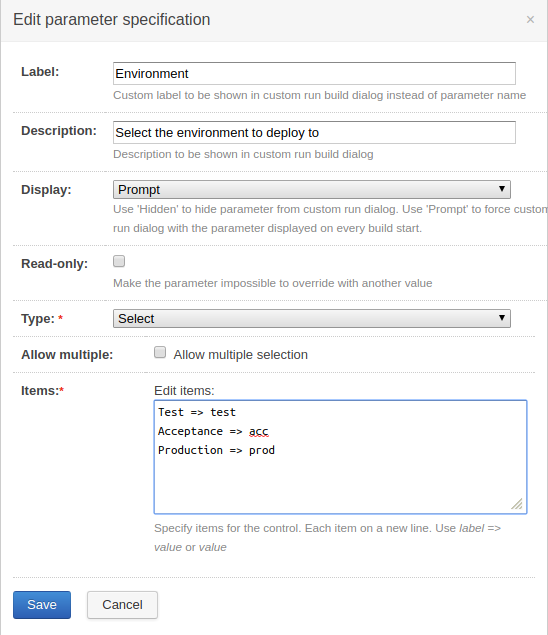 Edit parameter specification ×
Label: Environment
Custom label to be shown in custom run build dialog instead of parameter name
Description: Select the environment to deploy to
Description to be shown in custom run build dialog
Display: Prompt
Use 'Hidden' to hide parameter from custom run dialog. Use 'Prompt' to force custom
run dialog with the parameter displayed on every build start.
Read-only:
Make the parameter impossible to override with another value
Type: * Select
Allow multiple: Allow multiple selection
Items:* Edit items:
Test => test
Acceptance => acc
Production => prod
Specify items for the control. Each item on a new line. Use label =>
value or value
Save Cancel